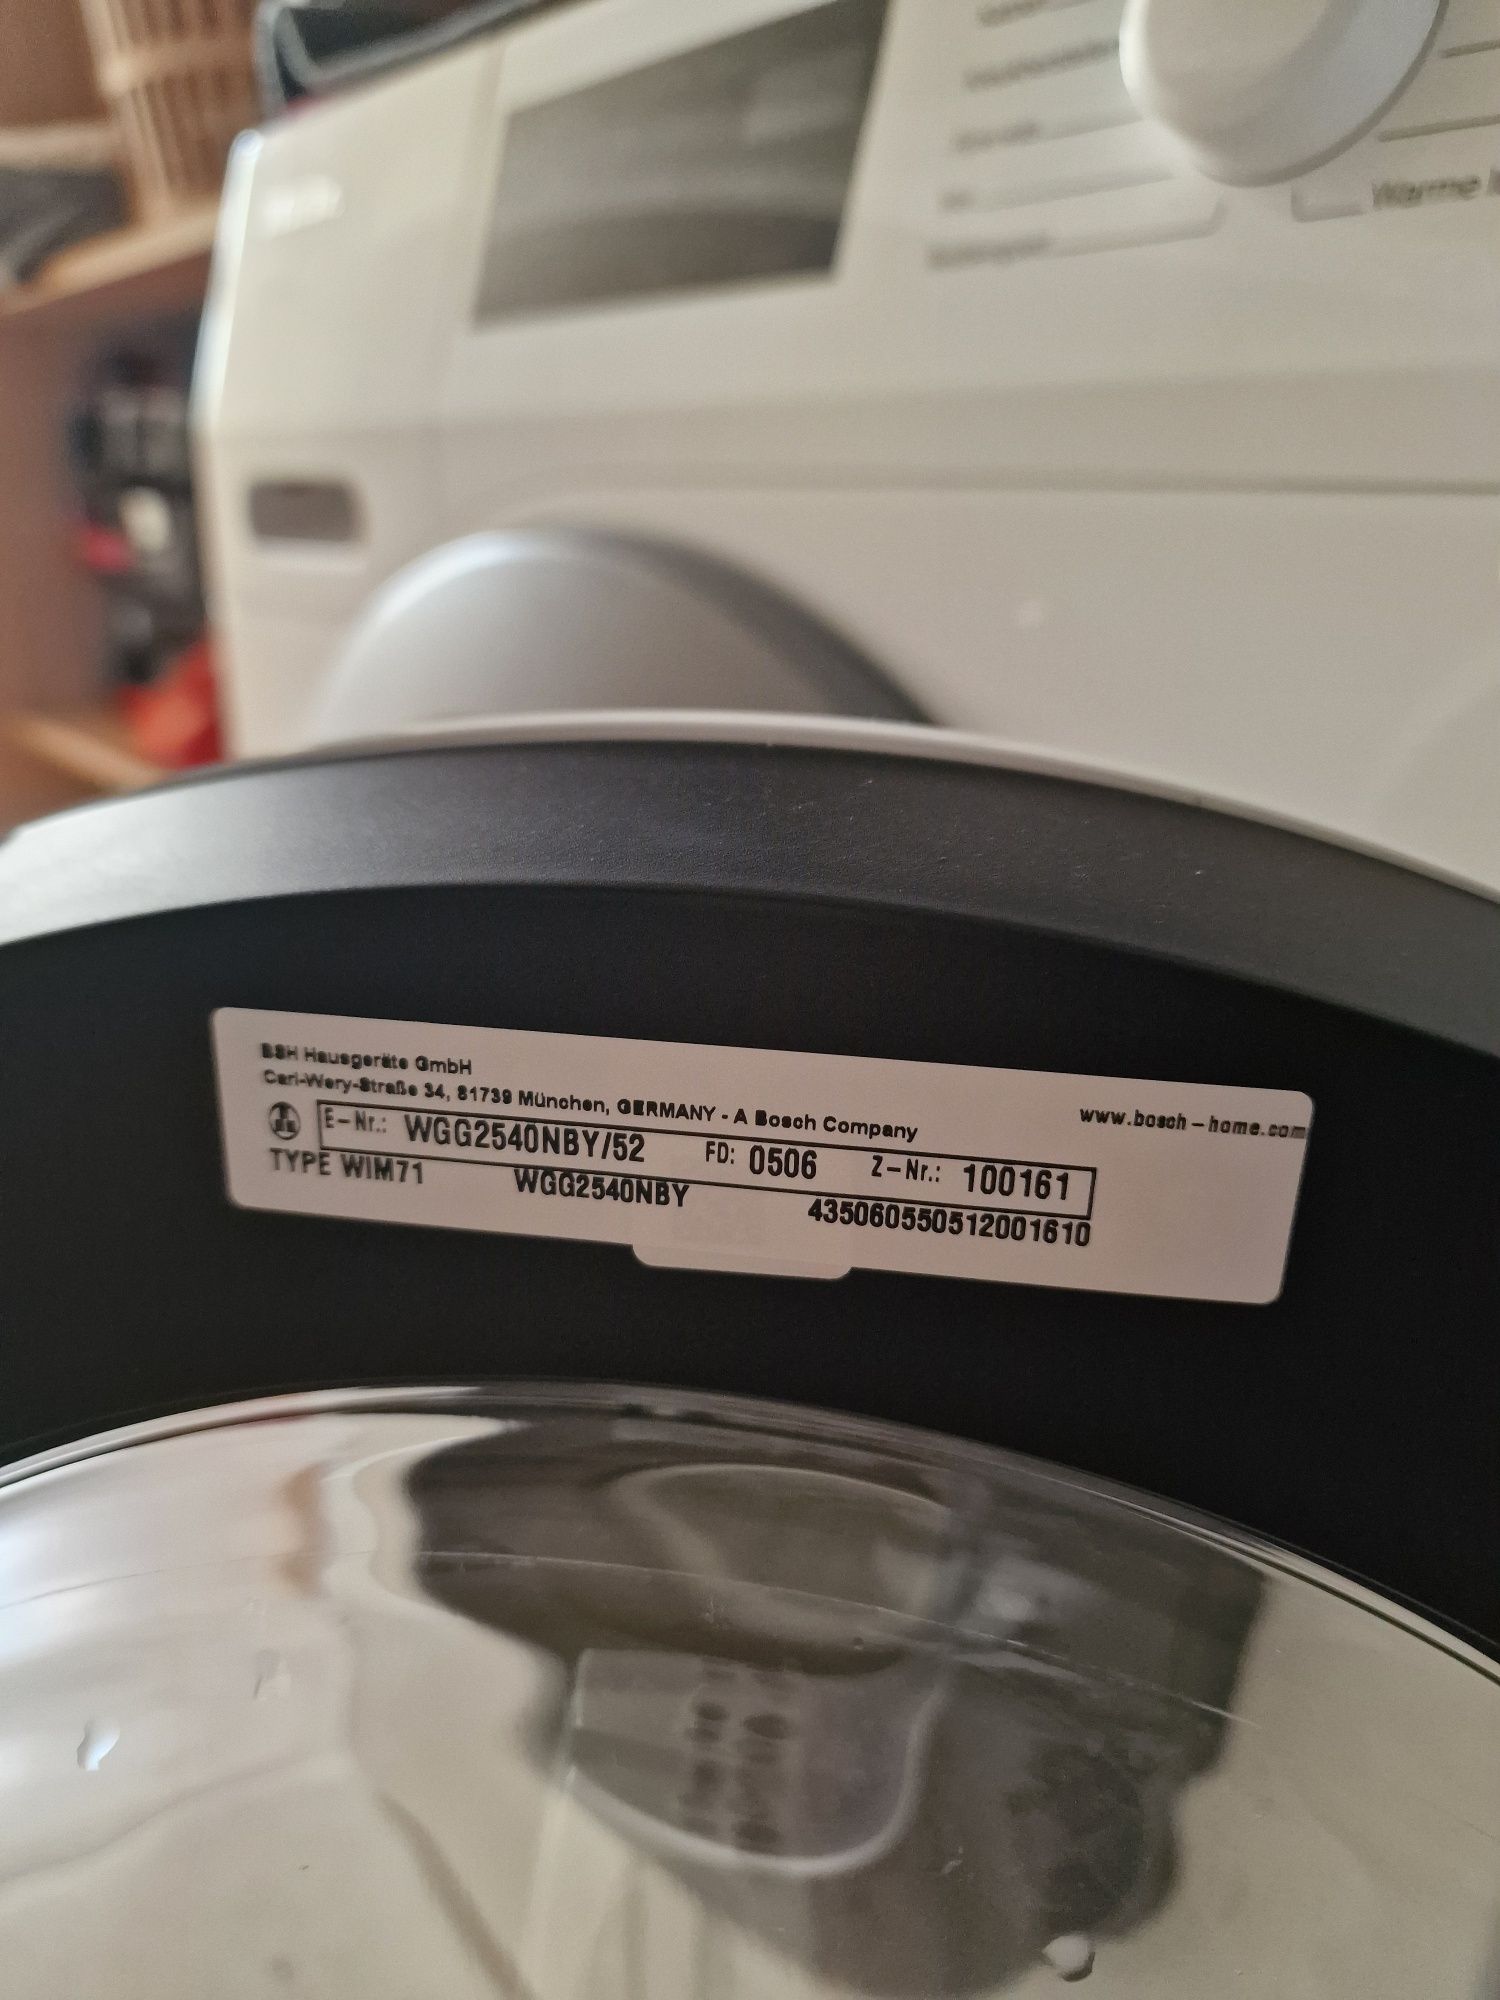 Warme
BSH Hausgeräte GmbH
Carl-Wery-Straße 34, 81739 München, GERMANY - A Bosch Company
www.bosch-home.com
E-Nr.: WGG2540NBY/52 FD: 0506 Z-Nr.: 100161
TYPE WIM71 WGG2540NBY 435060550512001610